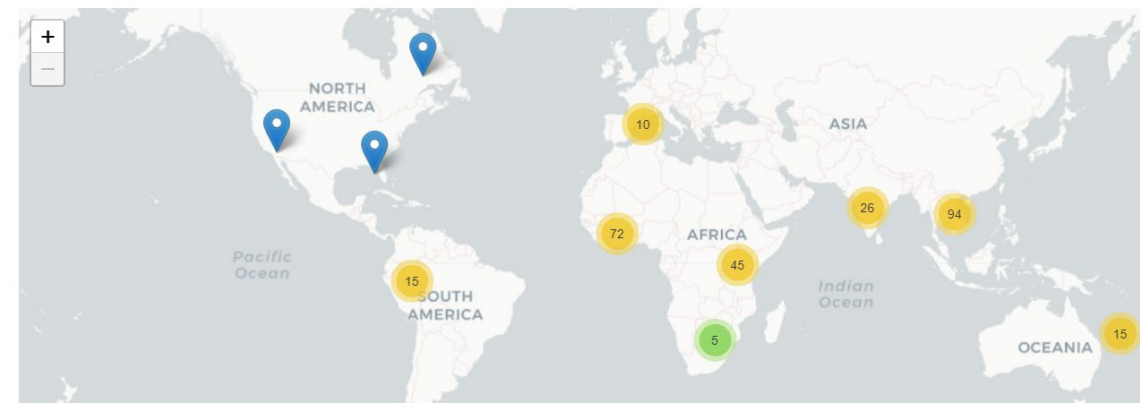 +
−
NORTH
AMERICA
10
ASIA
26
94
72
AFRICA
45
Pacific
Ocean
15
SOUTH
AMERICA
Indian
Ocean
5
15
OCEANIA